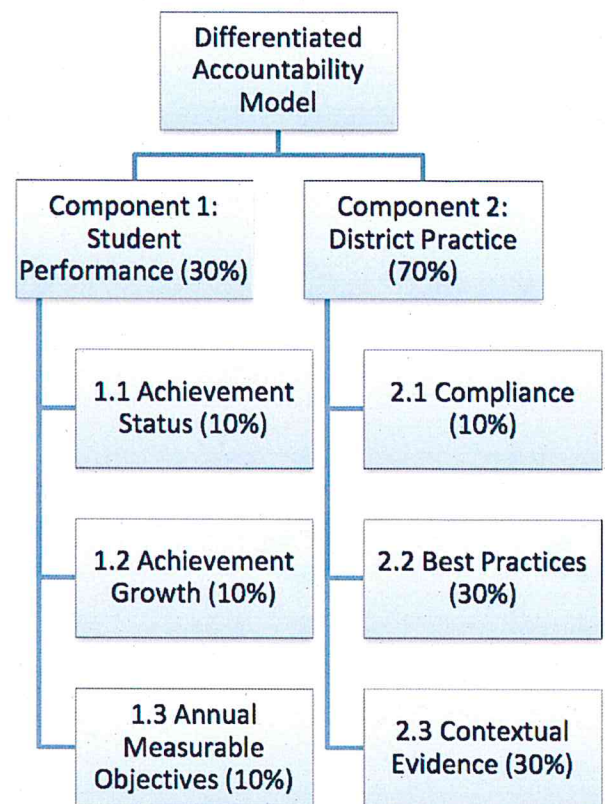 Differentiated
Accountability
Model
Component 1:
Student
Performance (30%)
Component 2:
District Practice
(70%)
1.1 Achievement
Status (10%)
2.1 Compliance
(10%)
1.2 Achievement
Growth (10%)
2.2 Best Practices
(30%)
1.3 Annual
Measurable
Objectives (10%)
2.3 Contextual
Evidence (30%)